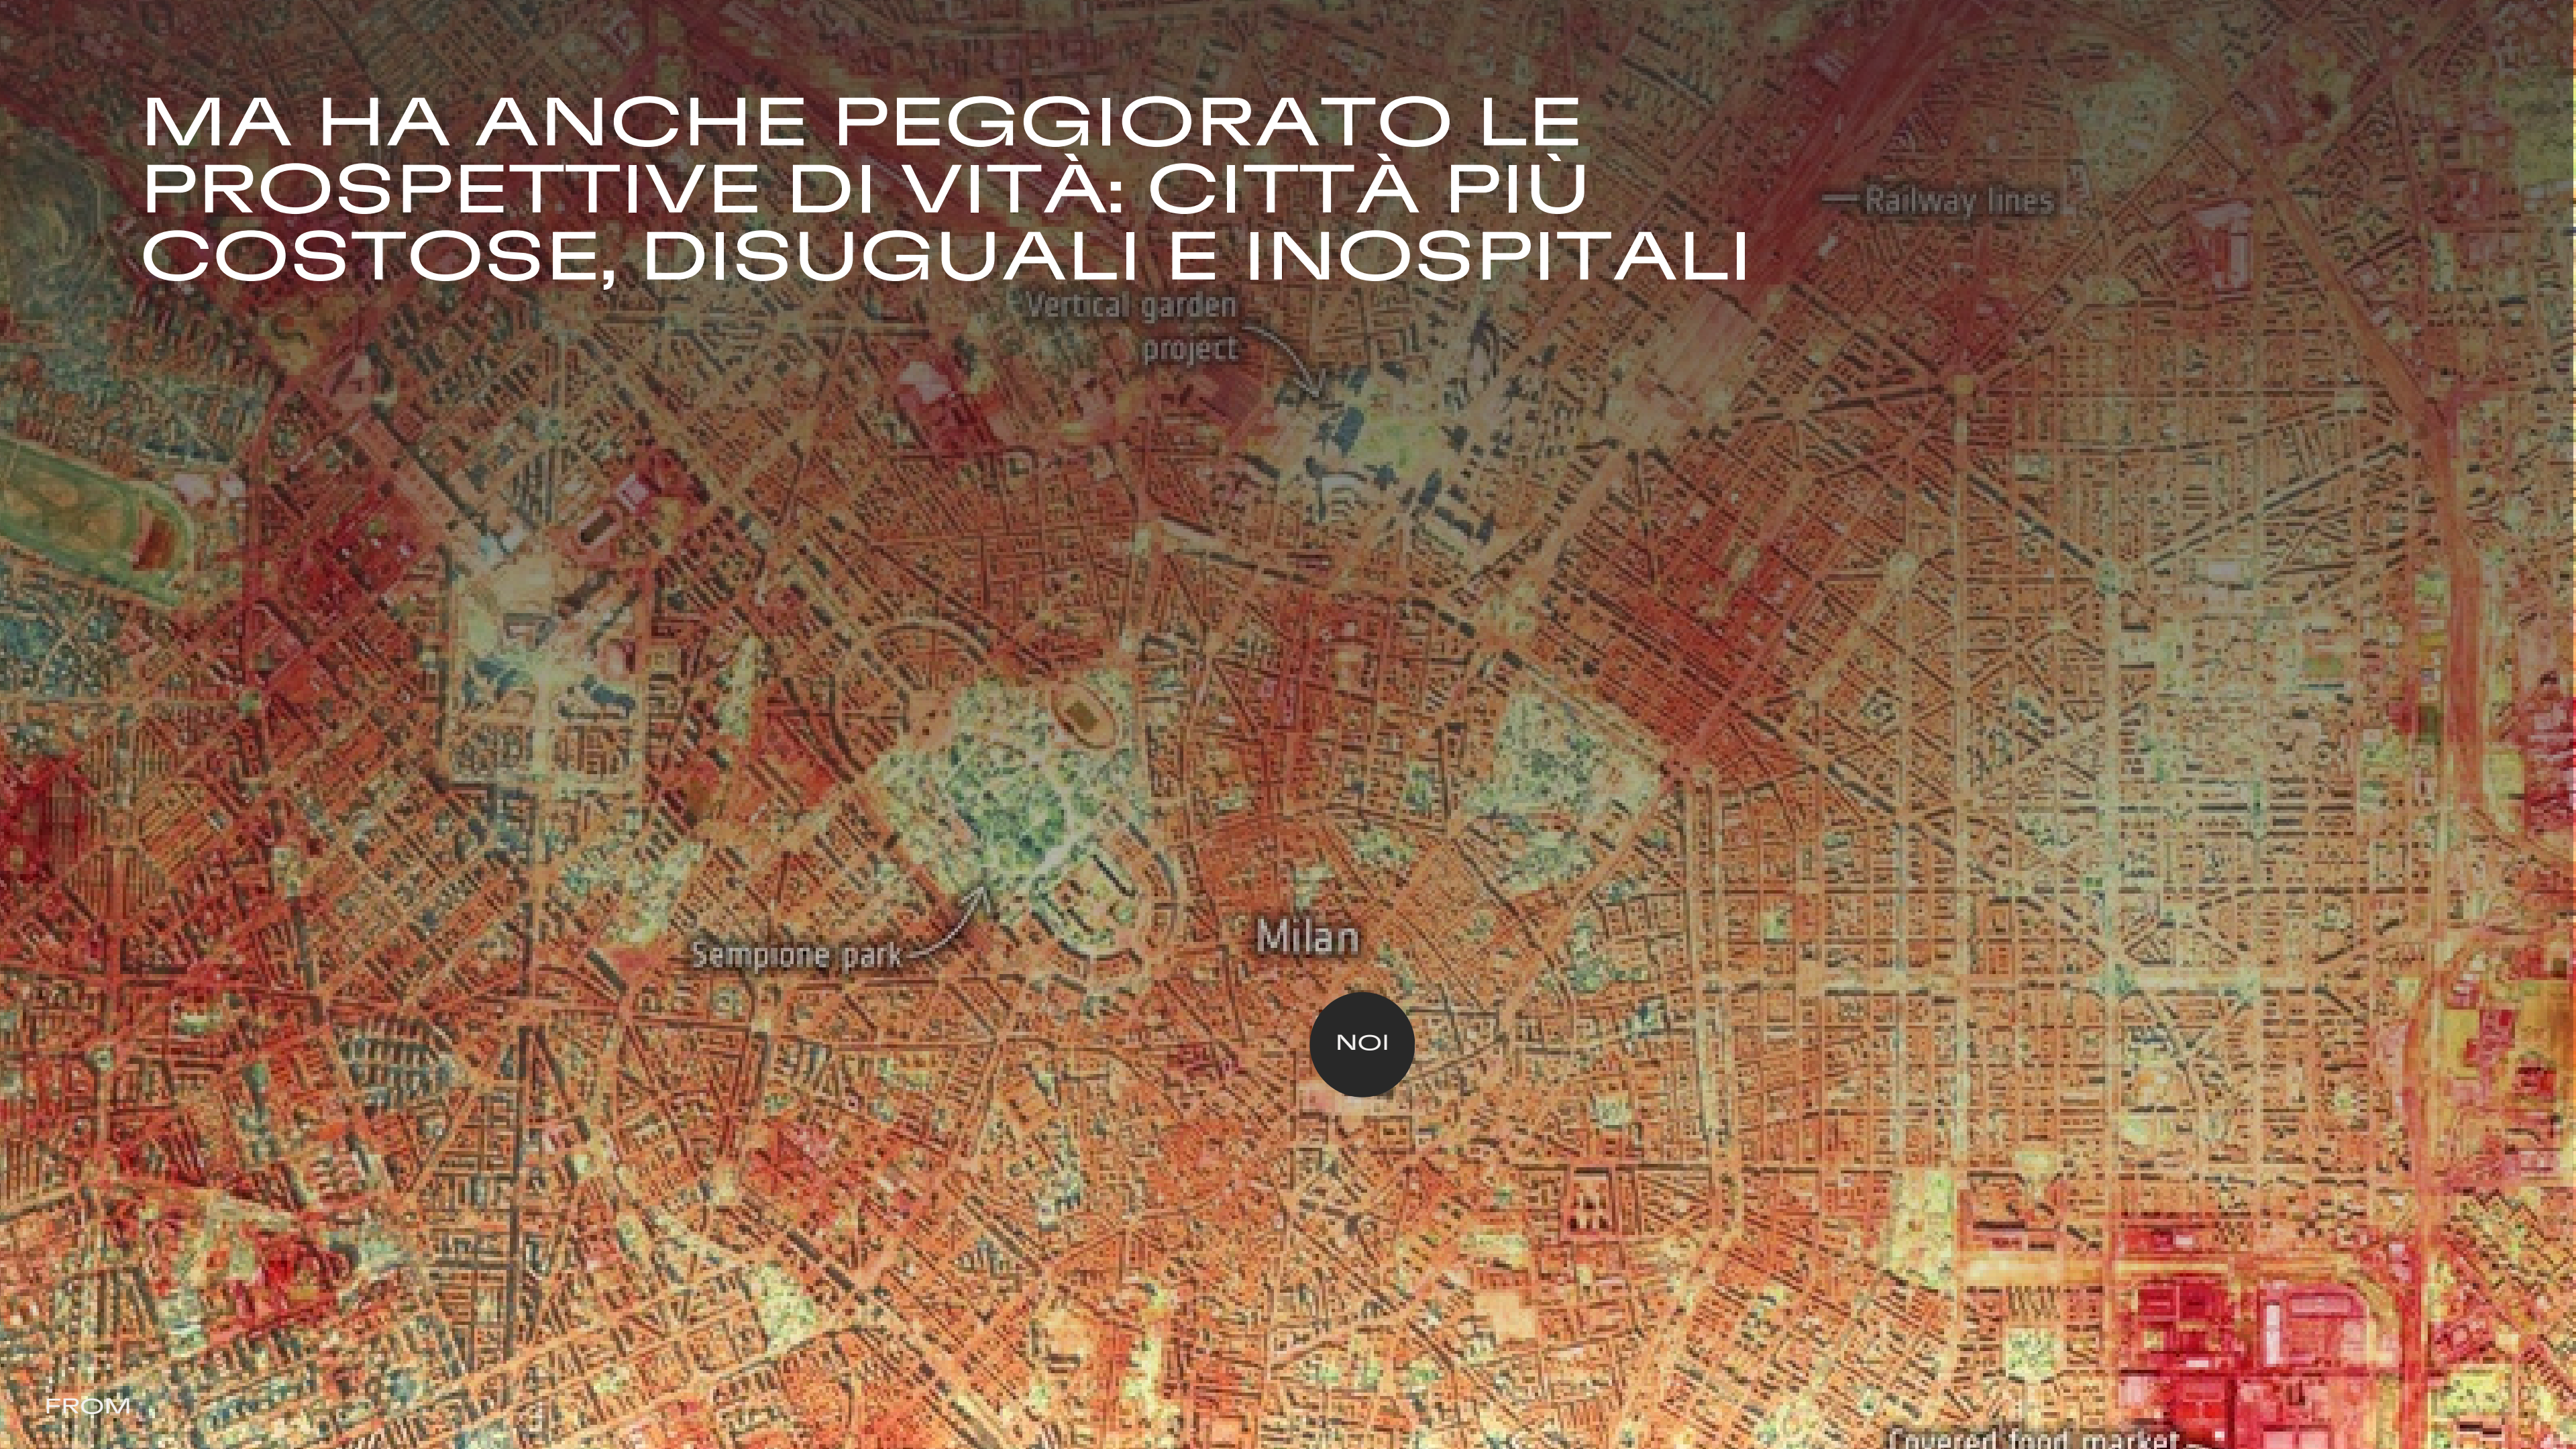 MA HA ANCHE PEGGIORATO LE
PROSPETTIVE DI VITÀ: CITTÀ PIÙ
COSTOSE, DISUGUALI E INOSPITALI
Railway lines
Vertical garden
project
Milan
Sempione park
NOI
FROM
Covered food market